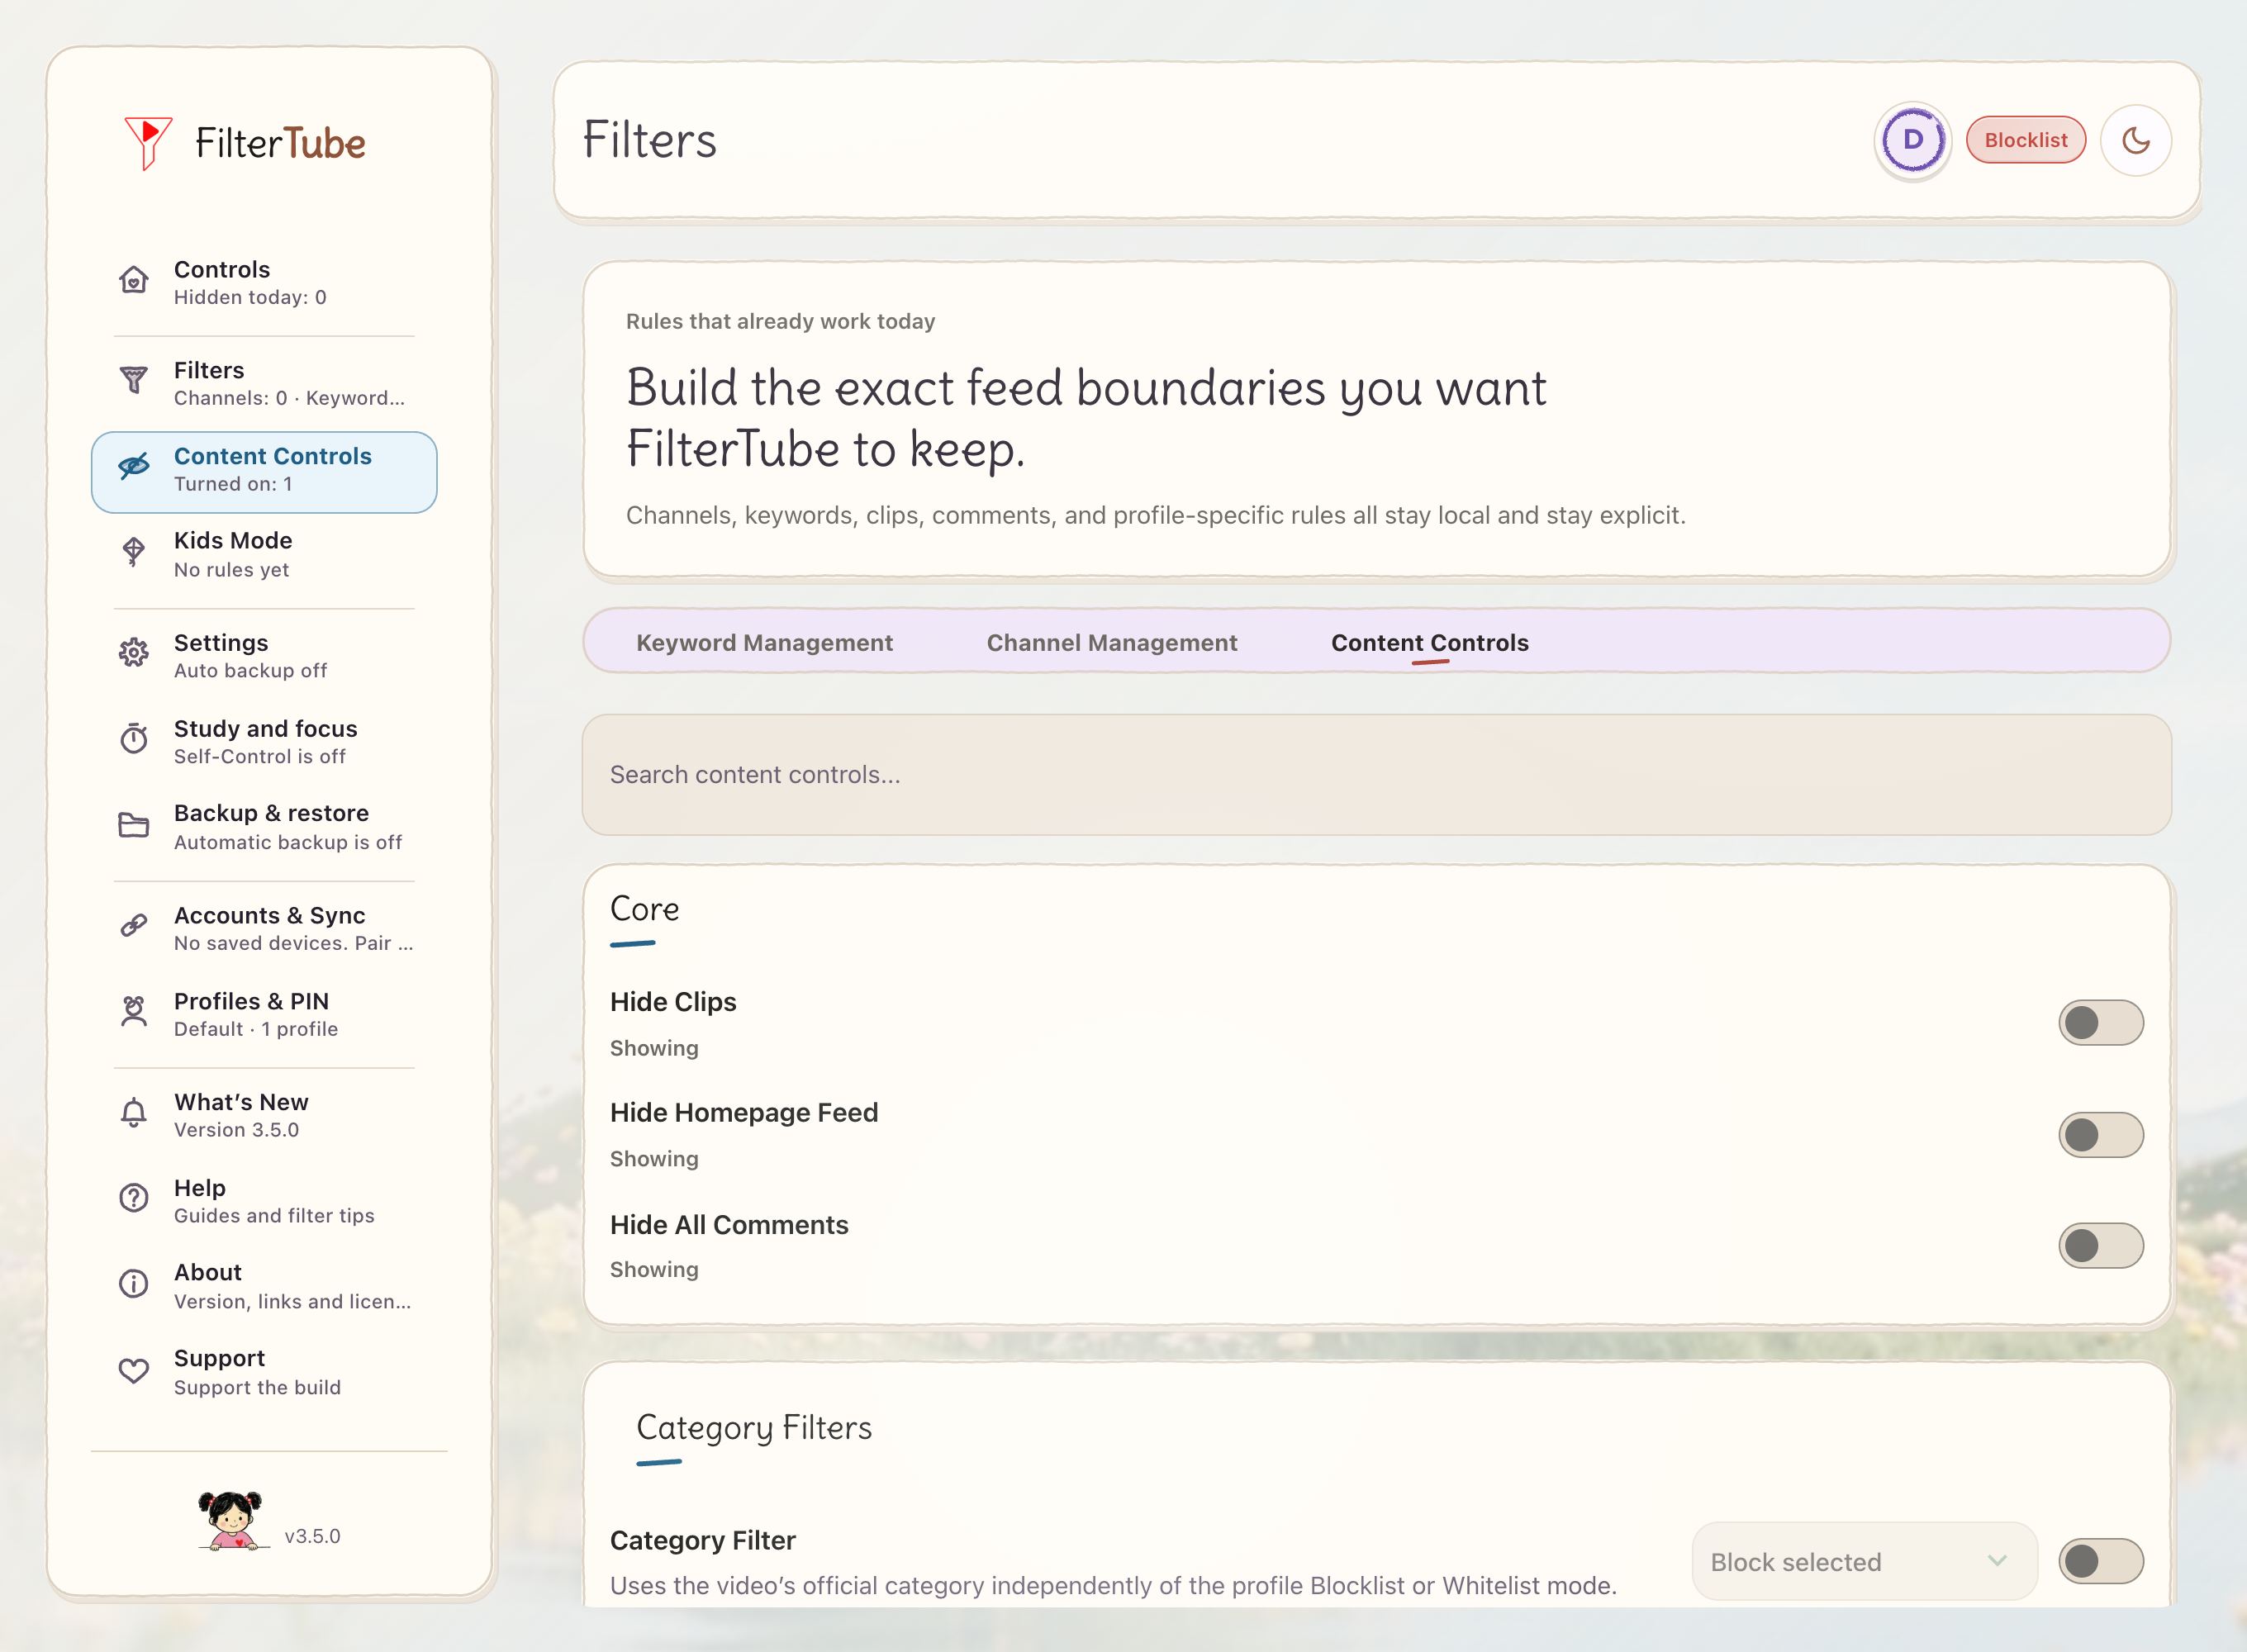 FilterTube
Controls
Hidden today: 0
Filters
Channels: 0 · Keyword...
Content Controls
Turned on: 1
Kids Mode
No rules yet
Settings
Auto backup off
Study and focus
Self-Control is off
Backup & restore
Automatic backup is off
Accounts & Sync
No saved devices. Pair ...
Profiles & PIN
Default · 1 profile
What’s New
Version 3.5.0
Help
Guides and filter tips
About
Version, links and licen...
Support
Support the build
v3.5.0
Filters
D
Blocklist
Rules that already work today
Build the exact feed boundaries you want
FilterTube to keep.
Channels, keywords, clips, comments, and profile-specific rules all stay local and stay explicit.
Keyword Management
Channel Management
Content Controls
Search content controls...
Core
Hide Clips
Showing
Hide Homepage Feed
Showing
Hide All Comments
Showing
Category Filters
Category Filter
Uses the video’s official category independently of the profile Blocklist or Whitelist mode.
Block selected